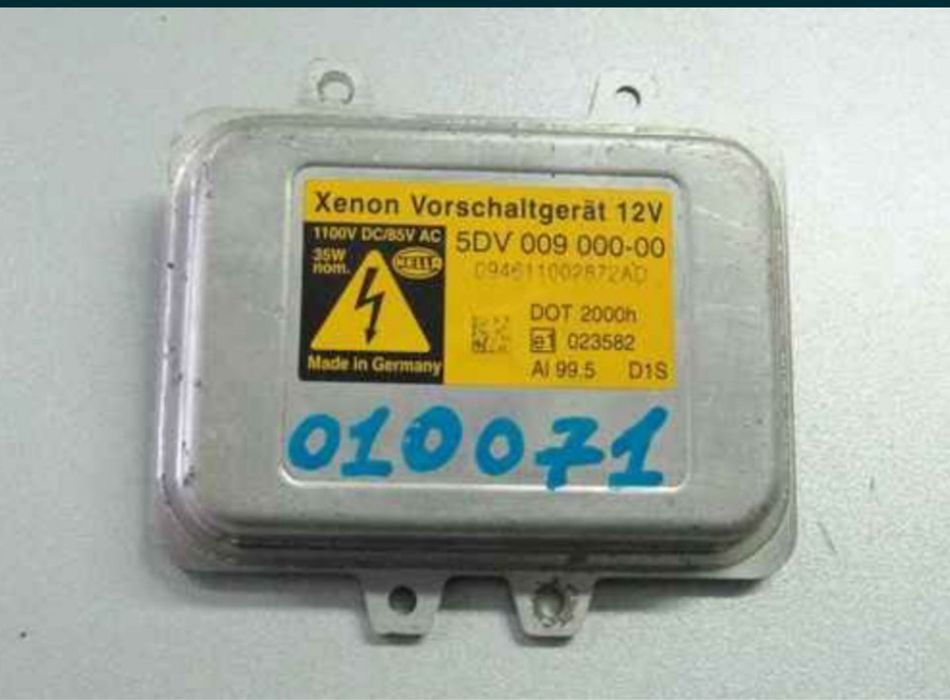 Xenon Vorschaltgerät 12V
1100V DC/85V AC
35W
nom.
HELLA
5DV 009 000-00
094611002872AD
DOT 2000h
e1 023582
Al 99.5 D1S
Made in Germany
010071